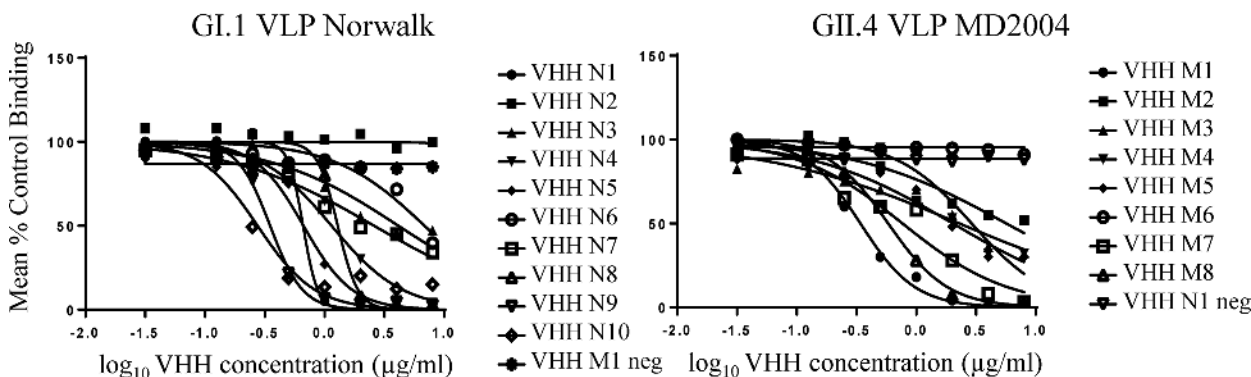 GI.1 VLP Norwalk
Mean % Control Binding
150
100
50
0
-2.0 -1.5 -1.0 -0.5 0.0 0.5 1.0
log10 VHH concentration (µg/ml)
VHH N1
VHH N2
VHH N3
VHH N4
VHH N5
VHH N6
VHH N7
VHH N8
VHH N9
VHH N10
VHH M1 neg
GII.4 VLP MD2004
150
100
50
0
-2.0 -1.5 -1.0 -0.5 0.0 0.5 1.0
log10 VHH concentration (µg/ml)
VHH M1
VHH M2
VHH M3
VHH M4
VHH M5
VHH M6
VHH M7
VHH M8
VHH N1 neg